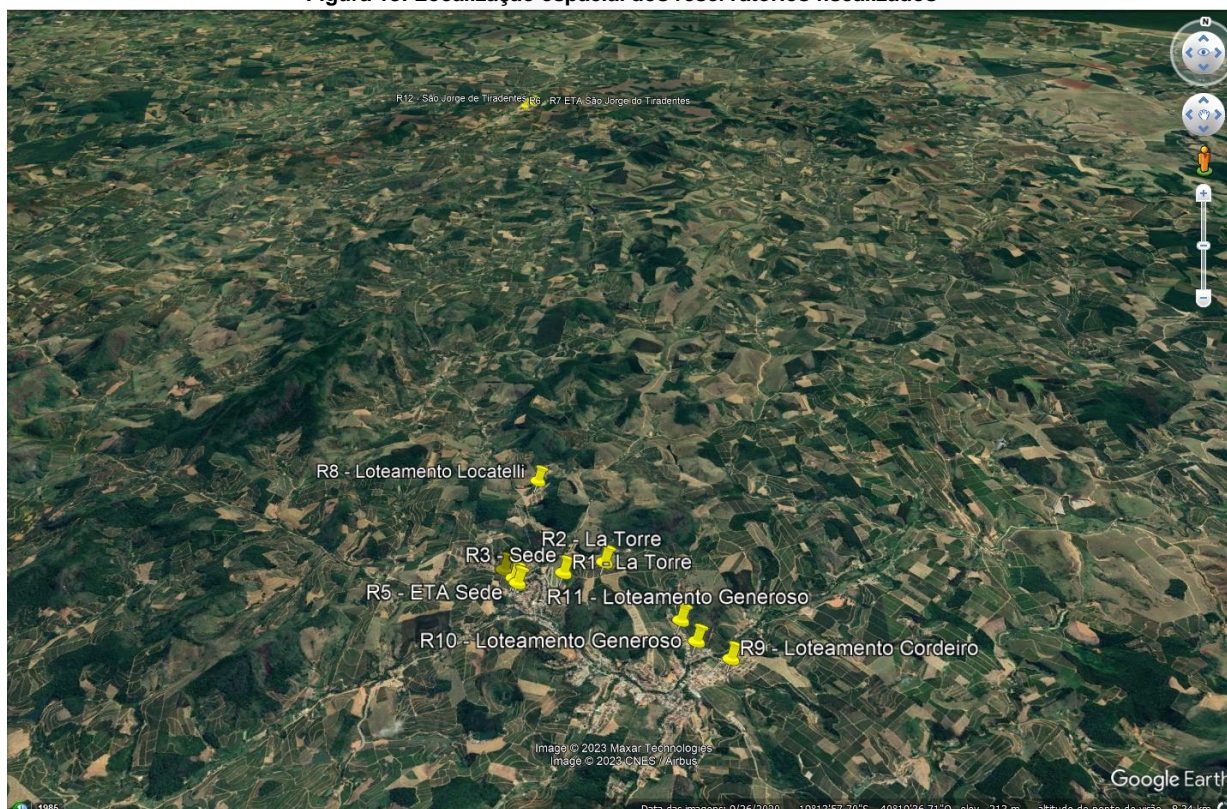 N
R12 - São Jorge de Tiradentes
R6 - R7 ETA São Jorge do Tiradentes
R8 - Loteamento Locatelli
R2 - La Torre
R3 - Sede
R1 - La Torre
R5 - ETA Sede
R11 - Loteamento Generoso
R10 - Loteamento Generoso
R9 - Loteamento Cordeiro
Image © 2023 Maxar Technologies
Image © 2023 CNES / Airbus
Google Earth
1986